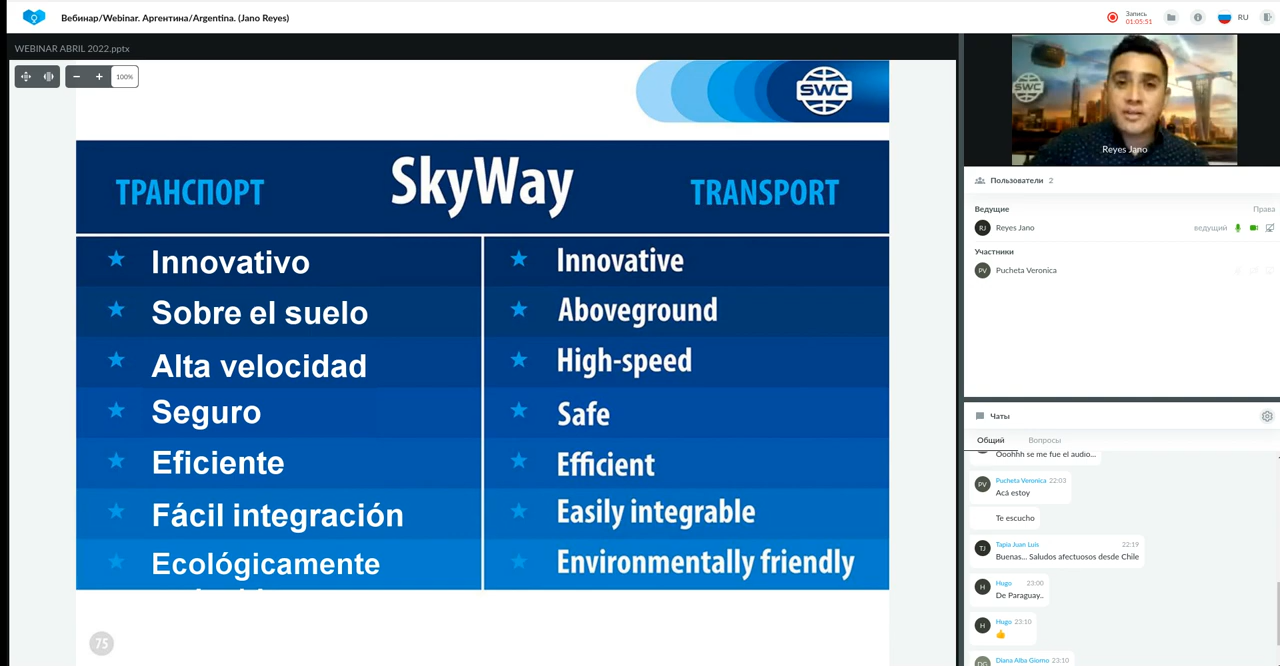 Вебинар/Webinar. Аргентина/Argentina. (Jano Reyes)
Запись
01:05:51
RU
WEBINAR ABRIL 2022.pptx
100%
SWC
ТРАНСПОРТ
SkyWay
TRANSPORT
Innovativo
Innovative
Sobre el suelo
Aboveground
Alta velocidad
High-speed
Seguro
Safe
Eficiente
Efficient
Fácil integración
Easily integrable
Ecológicamente
Environmentally friendly
75
SWC
Reyes Jano
Пользователи 2
Ведущие
Права
RJ
Reyes Jano
ведущий
Участники
PV
Pucheta Veronica
Чаты
Общий
Вопросы
Ooohhh se me fue el audio...
PV
Pucheta Veronica 22:03
Acá estoy
Te escucho
TJ
Tapia Juan Luis 22:19
Buenas... Saludos afectuosos desde Chile
H
Hugo 23:00
De Paraguay..
H
Hugo 23:10
👍
DG
Diana Alba Giorno 23:10